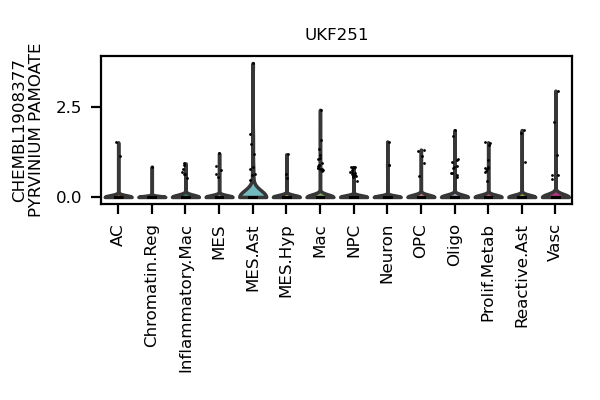 UKF251
CHEMBL1908377
PYRVINIUM PAMOATE
2.5
0.0
AC
Chromatin.Reg
Inflammatory.Mac
MES
MES.Ast
MES.Hyp
Mac
NPC
Neuron
OPC
Oligo
Prolif.Metab
Reactive.Ast
Vasc